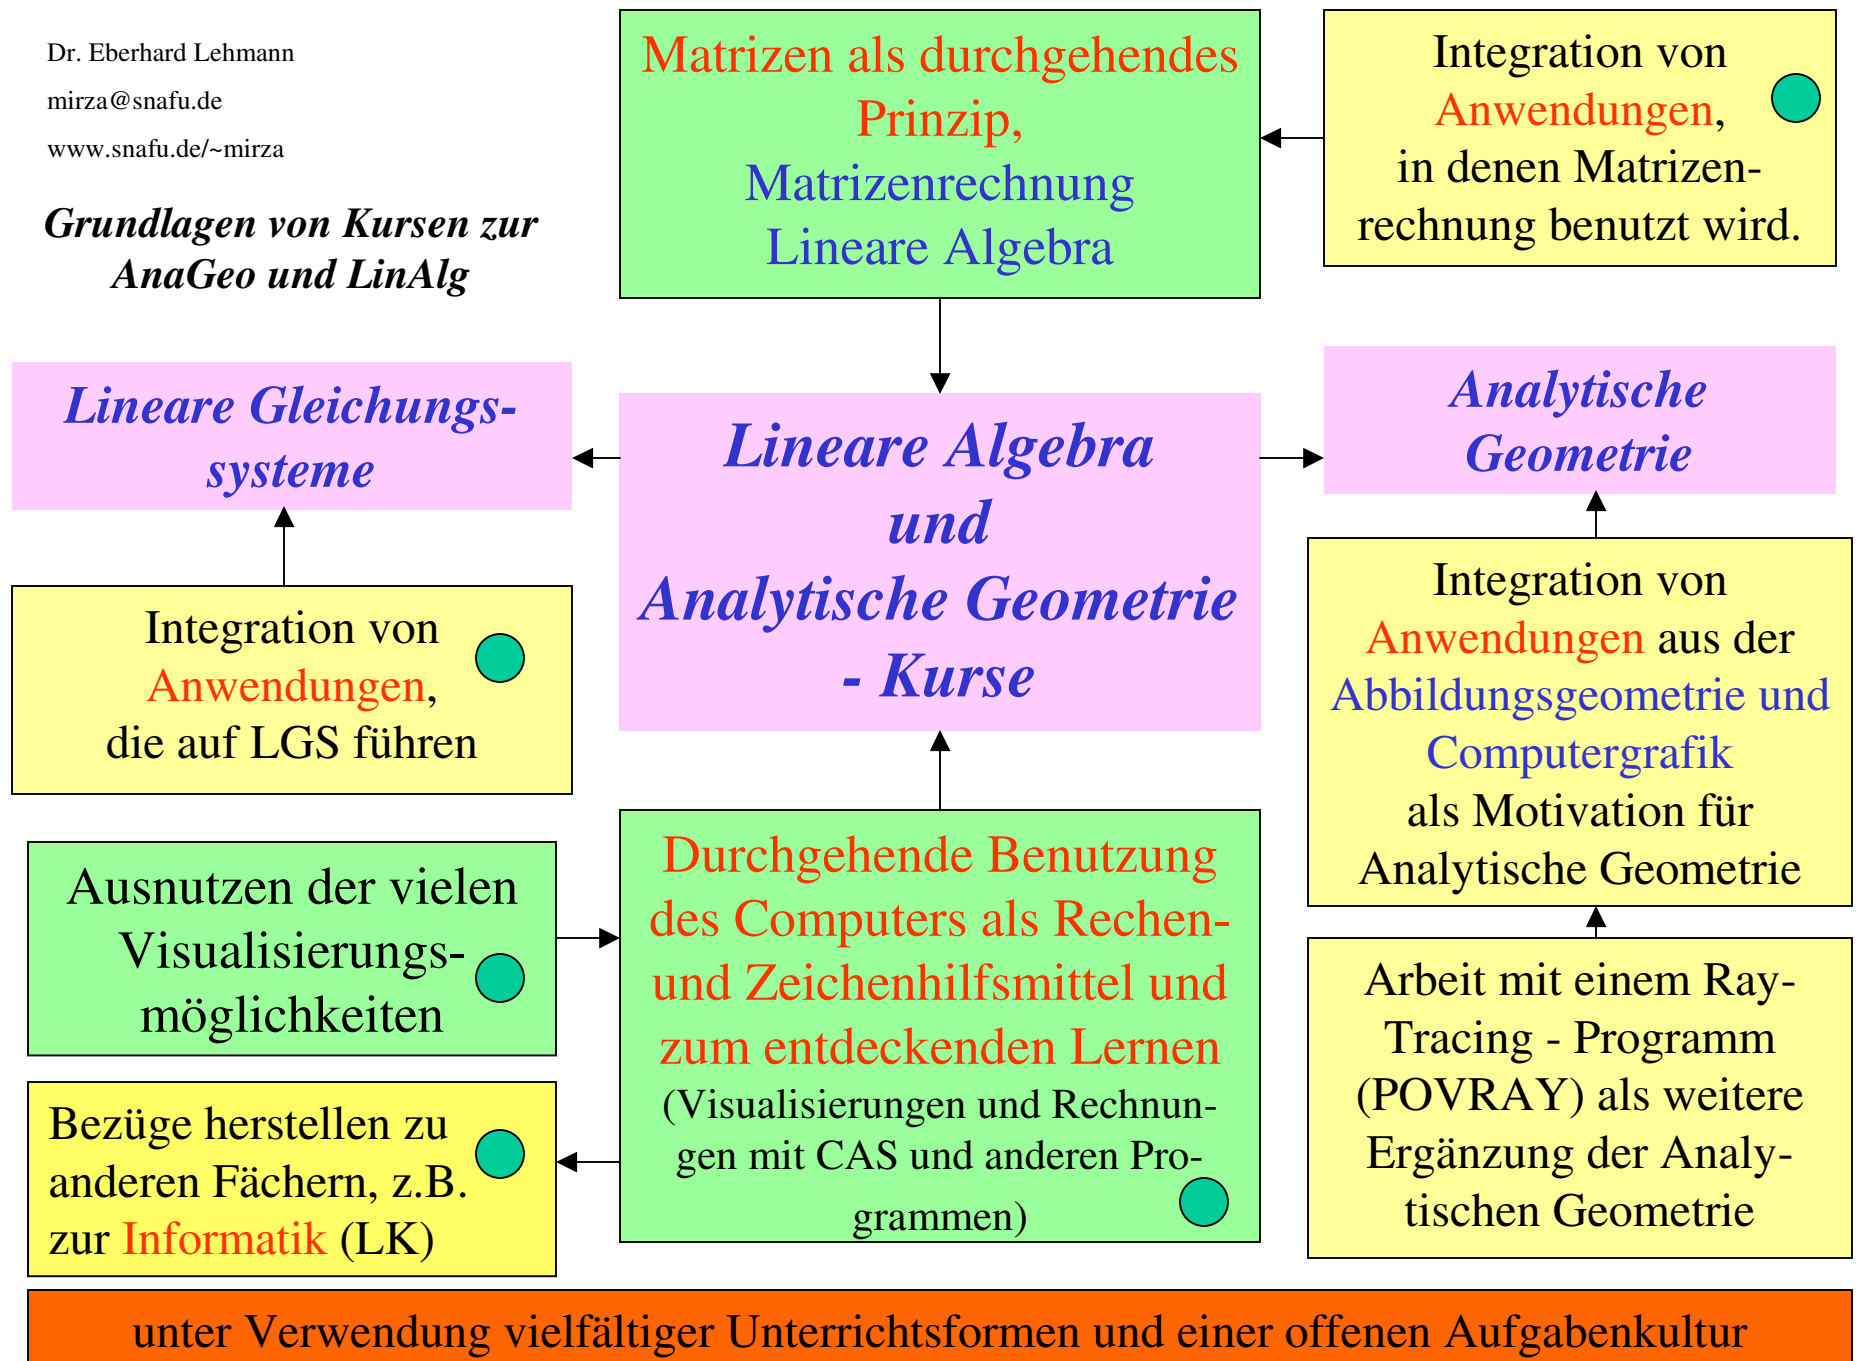 Dr. Eberhard Lehmann
mirza@snafu.de
www.snafu.de/~mirza
Grundlagen von Kursen zur
AnaGeo und LinAlg
Matrizen als durchgehendes
Prinzip,
Matrizenrechnung
Lineare Algebra
Integration von
Anwendungen,
in denen Matrizen-
rechnung benutzt wird.
Lineare Gleichungs-
systeme
Lineare Algebra
und
Analytische Geometrie
- Kurse
Analytische
Geometrie
Integration von
Anwendungen,
die auf LGS führen
Integration von
Anwendungen aus der
Abbildungsgeometrie und
Computergrafik
als Motivation für
Analytische Geometrie
Ausnutzen der vielen
Visualisierungs-
möglichkeiten
Durchgehende Benutzung
des Computers als Rechen-
und Zeichenhilfsmittel und
zum entdeckenden Lernen
(Visualisierungen und Rechnun-
gen mit CAS und anderen Pro-
grammen)
Arbeit mit einem Ray-
Tracing - Programm
(POVRAY) als weitere
Ergänzung der Analy-
tischen Geometrie
Bezüge herstellen zu
anderen Fächern, z.B.
zur Informatik (LK)
unter Verwendung vielfältiger Unterrichtsformen und einer offenen Aufgabenkultur